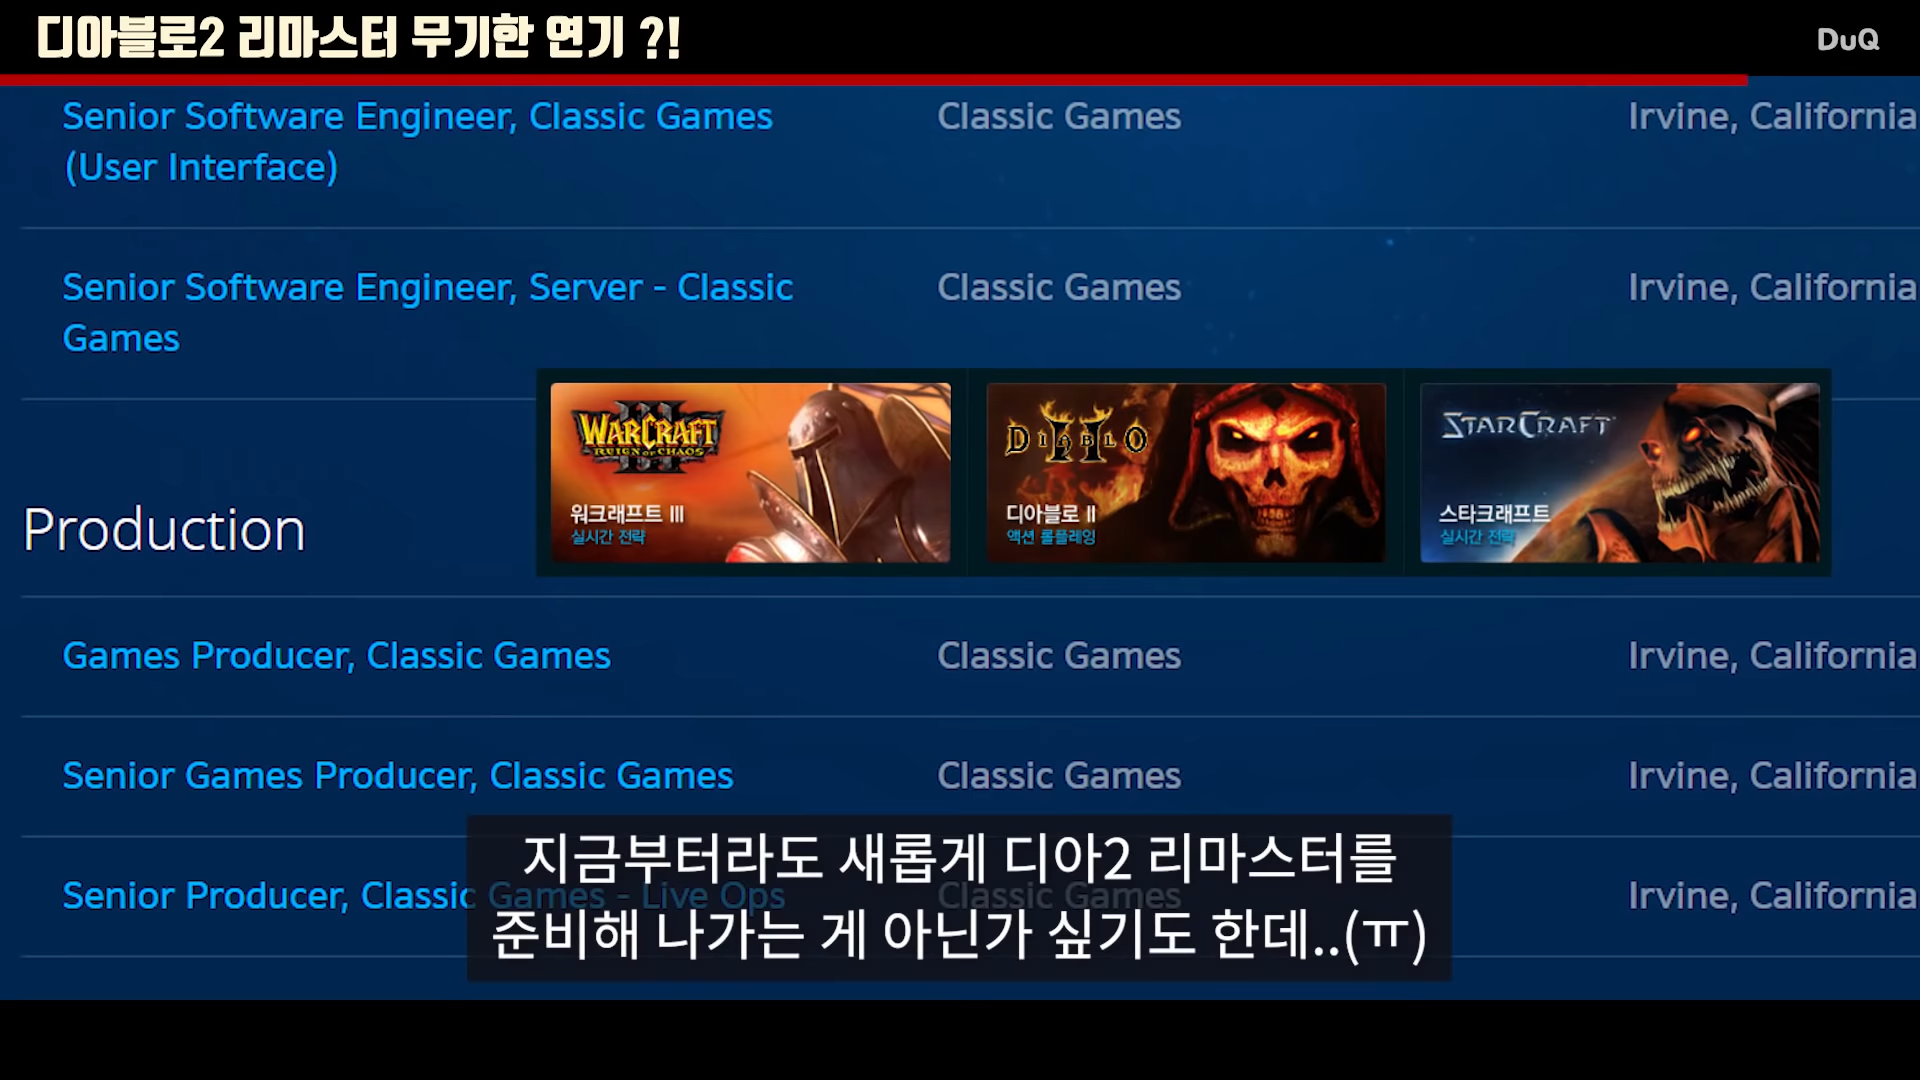 디아블로2 리마스터 무기한 연기 ?!
DuQ
Senior Software Engineer, Classic Games
(User Interface)
Classic Games
Irvine, California
Senior Software Engineer, Server - Classic
Games
Classic Games
Irvine, California
WARCRAFT
III
REIGN OF CHAOS
워크래프트 III
실시간 전략
DIABLO
II
디아블로 II
액션 롤플레잉
STARCRAFT
스타크래프트
실시간 전략
Production
Games Producer, Classic Games
Classic Games
Irvine, California
Senior Games Producer, Classic Games
Classic Games
Irvine, California
Senior Producer, Classic Games - Live Ops
Classic Games
Irvine, California
지금부터라도 새롭게 디아2 리마스터를
준비해 나가는 게 아닌가 싶기도 한데..(ㅠ)